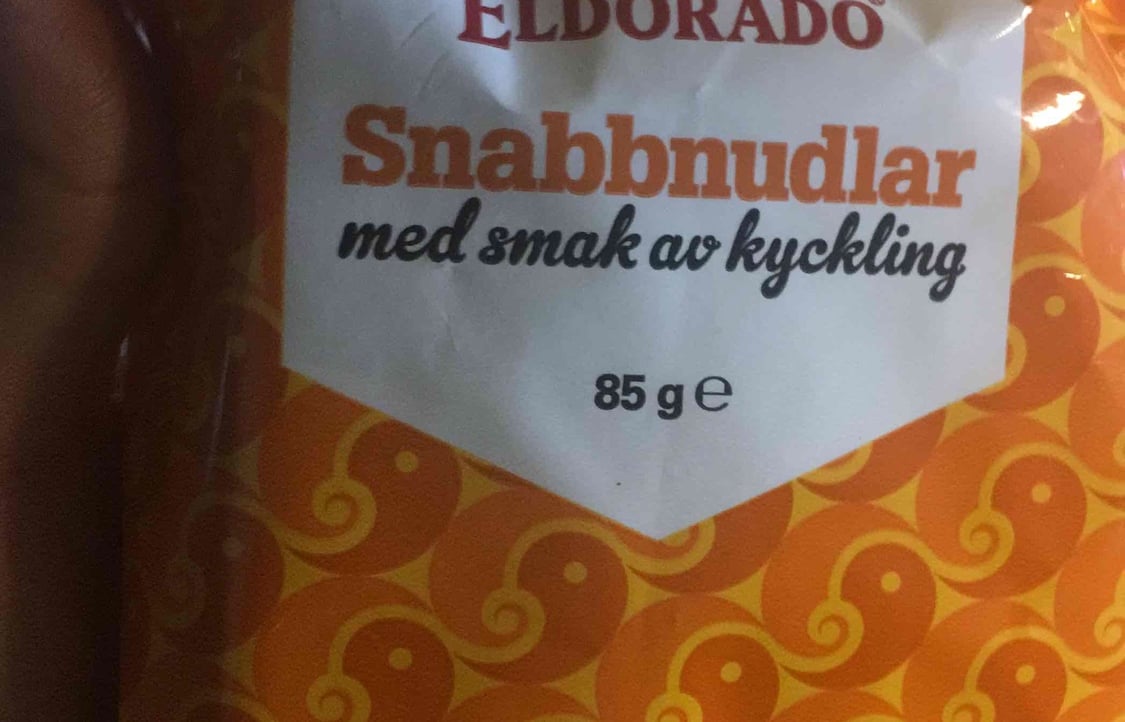 ELDORADO
Snabbnudlar
med smak av kyckling
85 g ℮